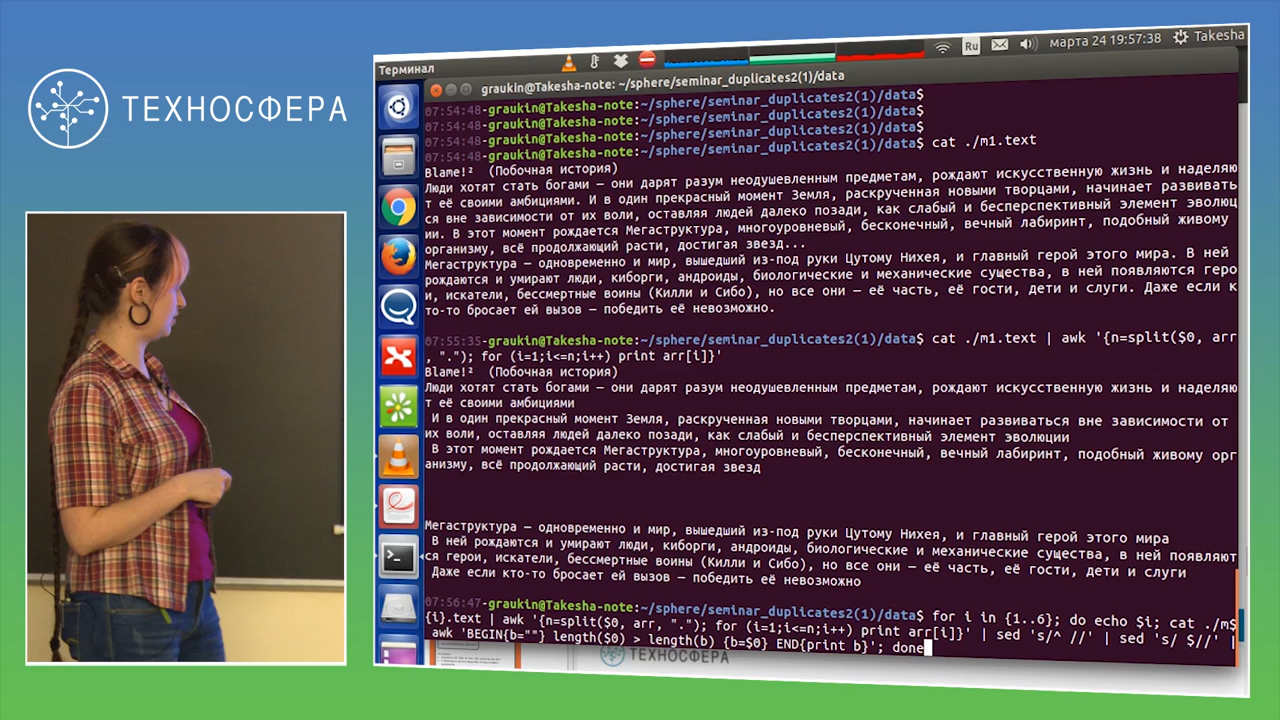 ТЕХНОСФЕРА
Терминал
Ru
марта 24 19:57:38
Takesha
graukin@Takesha-note: ~/sphere/seminar_duplicates2(1)/data
07:54:48-graukin@Takesha-note:~/sphere/seminar_duplicates2(1)/data$
07:54:48-graukin@Takesha-note:~/sphere/seminar_duplicates2(1)/data$
07:54:48-graukin@Takesha-note:~/sphere/seminar_duplicates2(1)/data$
07:54:48-graukin@Takesha-note:~/sphere/seminar_duplicates2(1)/data$ cat ./m1.text
Blame!² (Побочная история)
Люди хотят стать богами — они дарят разум неодушевленным предметам, рождают искусственную жизнь и наделяю
т её своими амбициями. И в один прекрасный момент Земля, раскрученная новыми творцами, начинает развивать
ся вне зависимости от их воли, оставляя людей далеко позади, как слабый и бесперспективный элемент эволюц
ии. В этот момент рождается Мегаструктура, многоуровневый, бесконечный, вечный лабиринт, подобный живому
организму, всё продолжающий расти, достигая звезд...
Мегаструктура — одновременно и мир, вышедший из-под руки Цутому Нихея, и главный герой этого мира. В ней
рождаются и умирают люди, киборги, андроиды, биологические и механические существа, в ней появляются геро
и, искатели, бессмертные воины (Килли и Сибо), но все они — её часть, её гости, дети и слуги. Даже если к
то-то бросает ей вызов — победить её невозможно.
07:55:35-graukin@Takesha-note:~/sphere/seminar_duplicates2(1)/data$ cat ./m1.text | awk '{n=split($0, arr
, "."); for (i=1;i<=n;i++) print arr[i]}'
Blame!² (Побочная история)
Люди хотят стать богами — они дарят разум неодушевленным предметам, рождают искусственную жизнь и наделяю
т её своими амбициями
И в один прекрасный момент Земля, раскрученная новыми творцами, начинает развиваться вне зависимости от
их воли, оставляя людей далеко позади, как слабый и бесперспективный элемент эволюции
В этот момент рождается Мегаструктура, многоуровневый, бесконечный, вечный лабиринт, подобный живому орг
анизму, всё продолжающий расти, достигая звезд
Мегаструктура — одновременно и мир, вышедший из-под руки Цутому Нихея, и главный герой этого мира
В ней рождаются и умирают люди, киборги, андроиды, биологические и механические существа, в ней появляют
ся герои, искатели, бессмертные воины (Килли и Сибо), но все они — её часть, её гости, дети и слуги
Даже если кто-то бросает ей вызов — победить её невозможно
07:56:47-graukin@Takesha-note:~/sphere/seminar_duplicates2(1)/data$ for i in {1..6}; do echo $i; cat ./m$
{i}.text | awk '{n=split($0, arr, "."); for (i=1;i<=n;i++) print arr[i]}' | sed 's/^ //' | sed 's/ $//' |
awk 'BEGIN{b=""} length($0) > length(b) {b=$0} END{print b}'; done
ТЕХНОСФЕРА